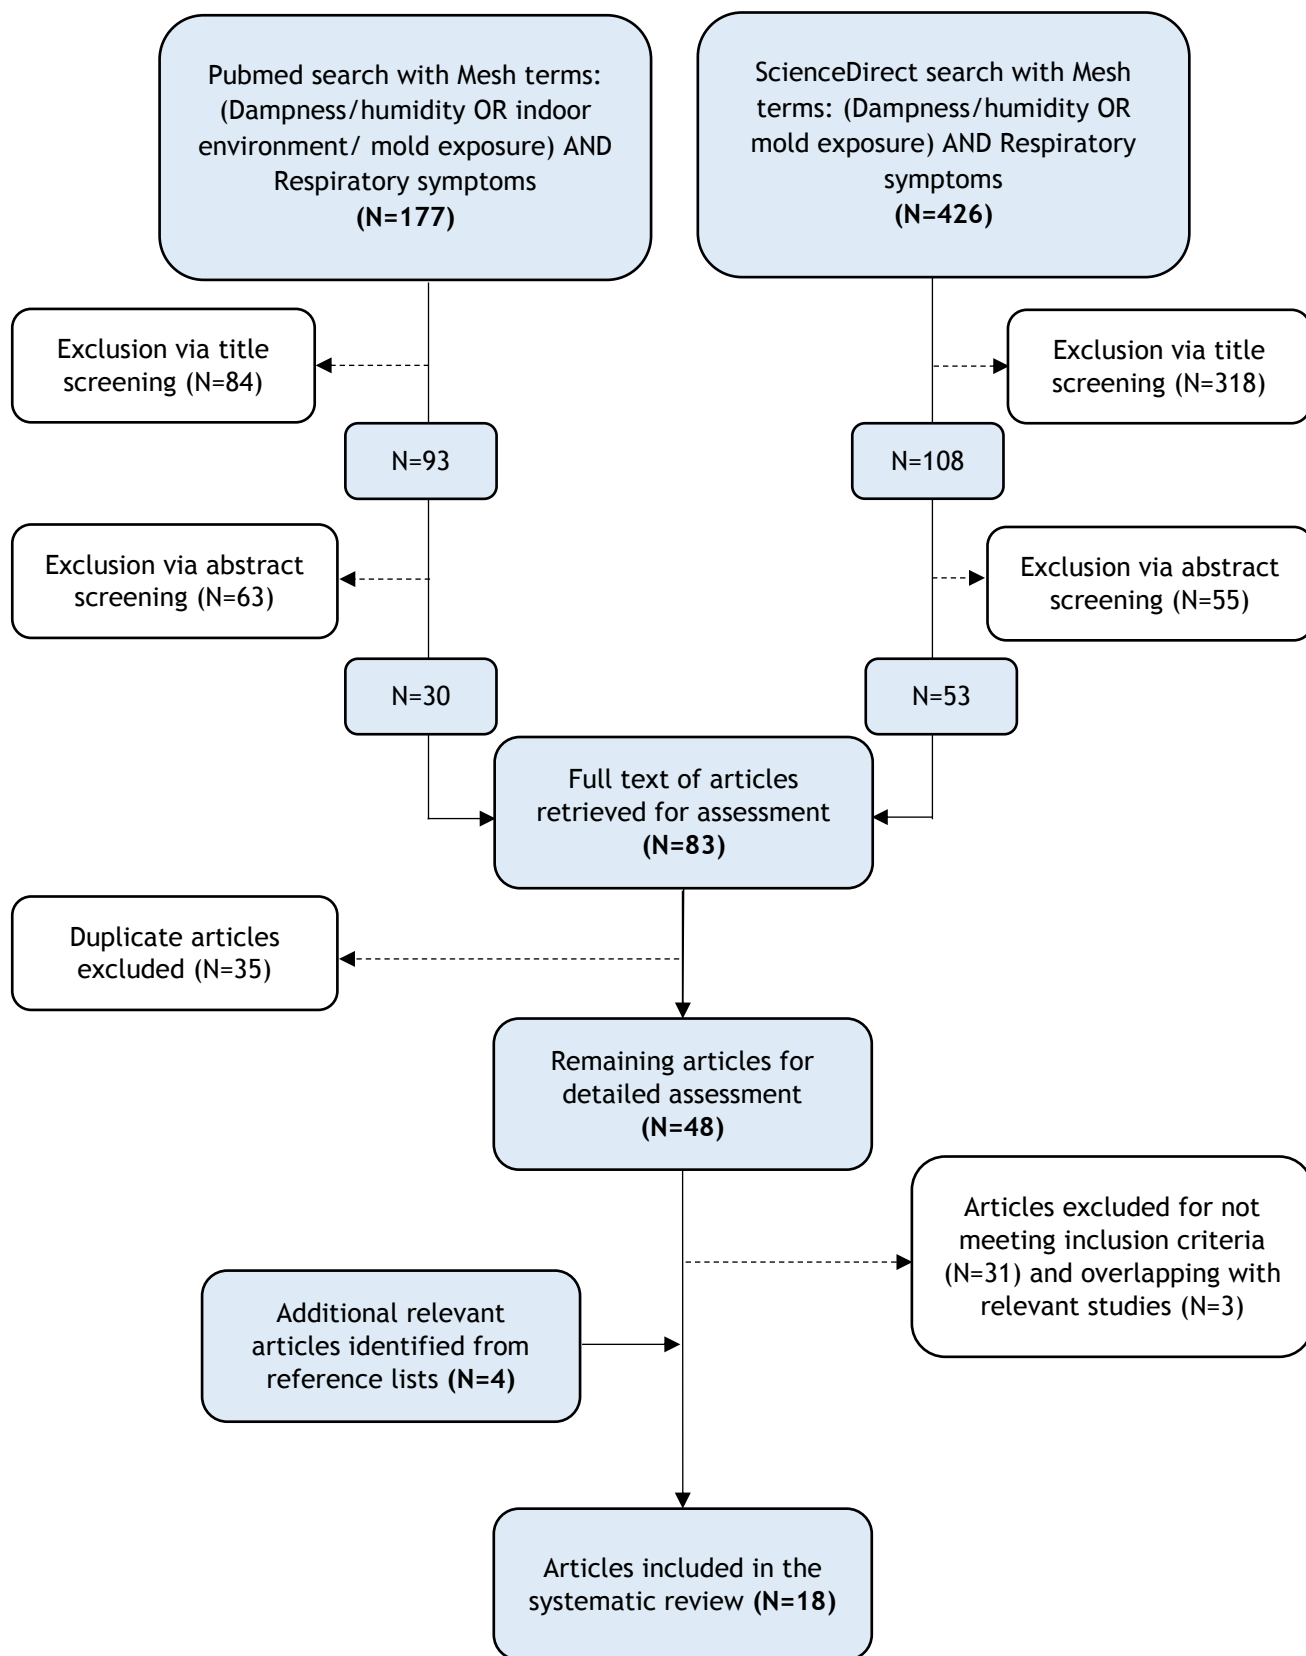 Pubmed search with Mesh terms:
(Dampness/humidity OR indoor
environment/ mold exposure) AND
Respiratory symptoms
(N=177)
ScienceDirect search with Mesh
terms: (Dampness/humidity OR
mold exposure) AND Respiratory
symptoms
(N=426)
Exclusion via title
screening (N=84)
Exclusion via title
screening (N=318)
N=93
N=108
Exclusion via abstract
screening (N=63)
Exclusion via abstract
screening (N=55)
N=30
N=53
Full text of articles
retrieved for assessment
(N=83)
Duplicate articles
excluded (N=35)
Remaining articles for
detailed assessment
(N=48)
Articles excluded for not
meeting inclusion criteria
(N=31) and overlapping with
relevant studies (N=3)
Additional relevant
articles identified from
reference lists (N=4)
Articles included in the
systematic review (N=18)